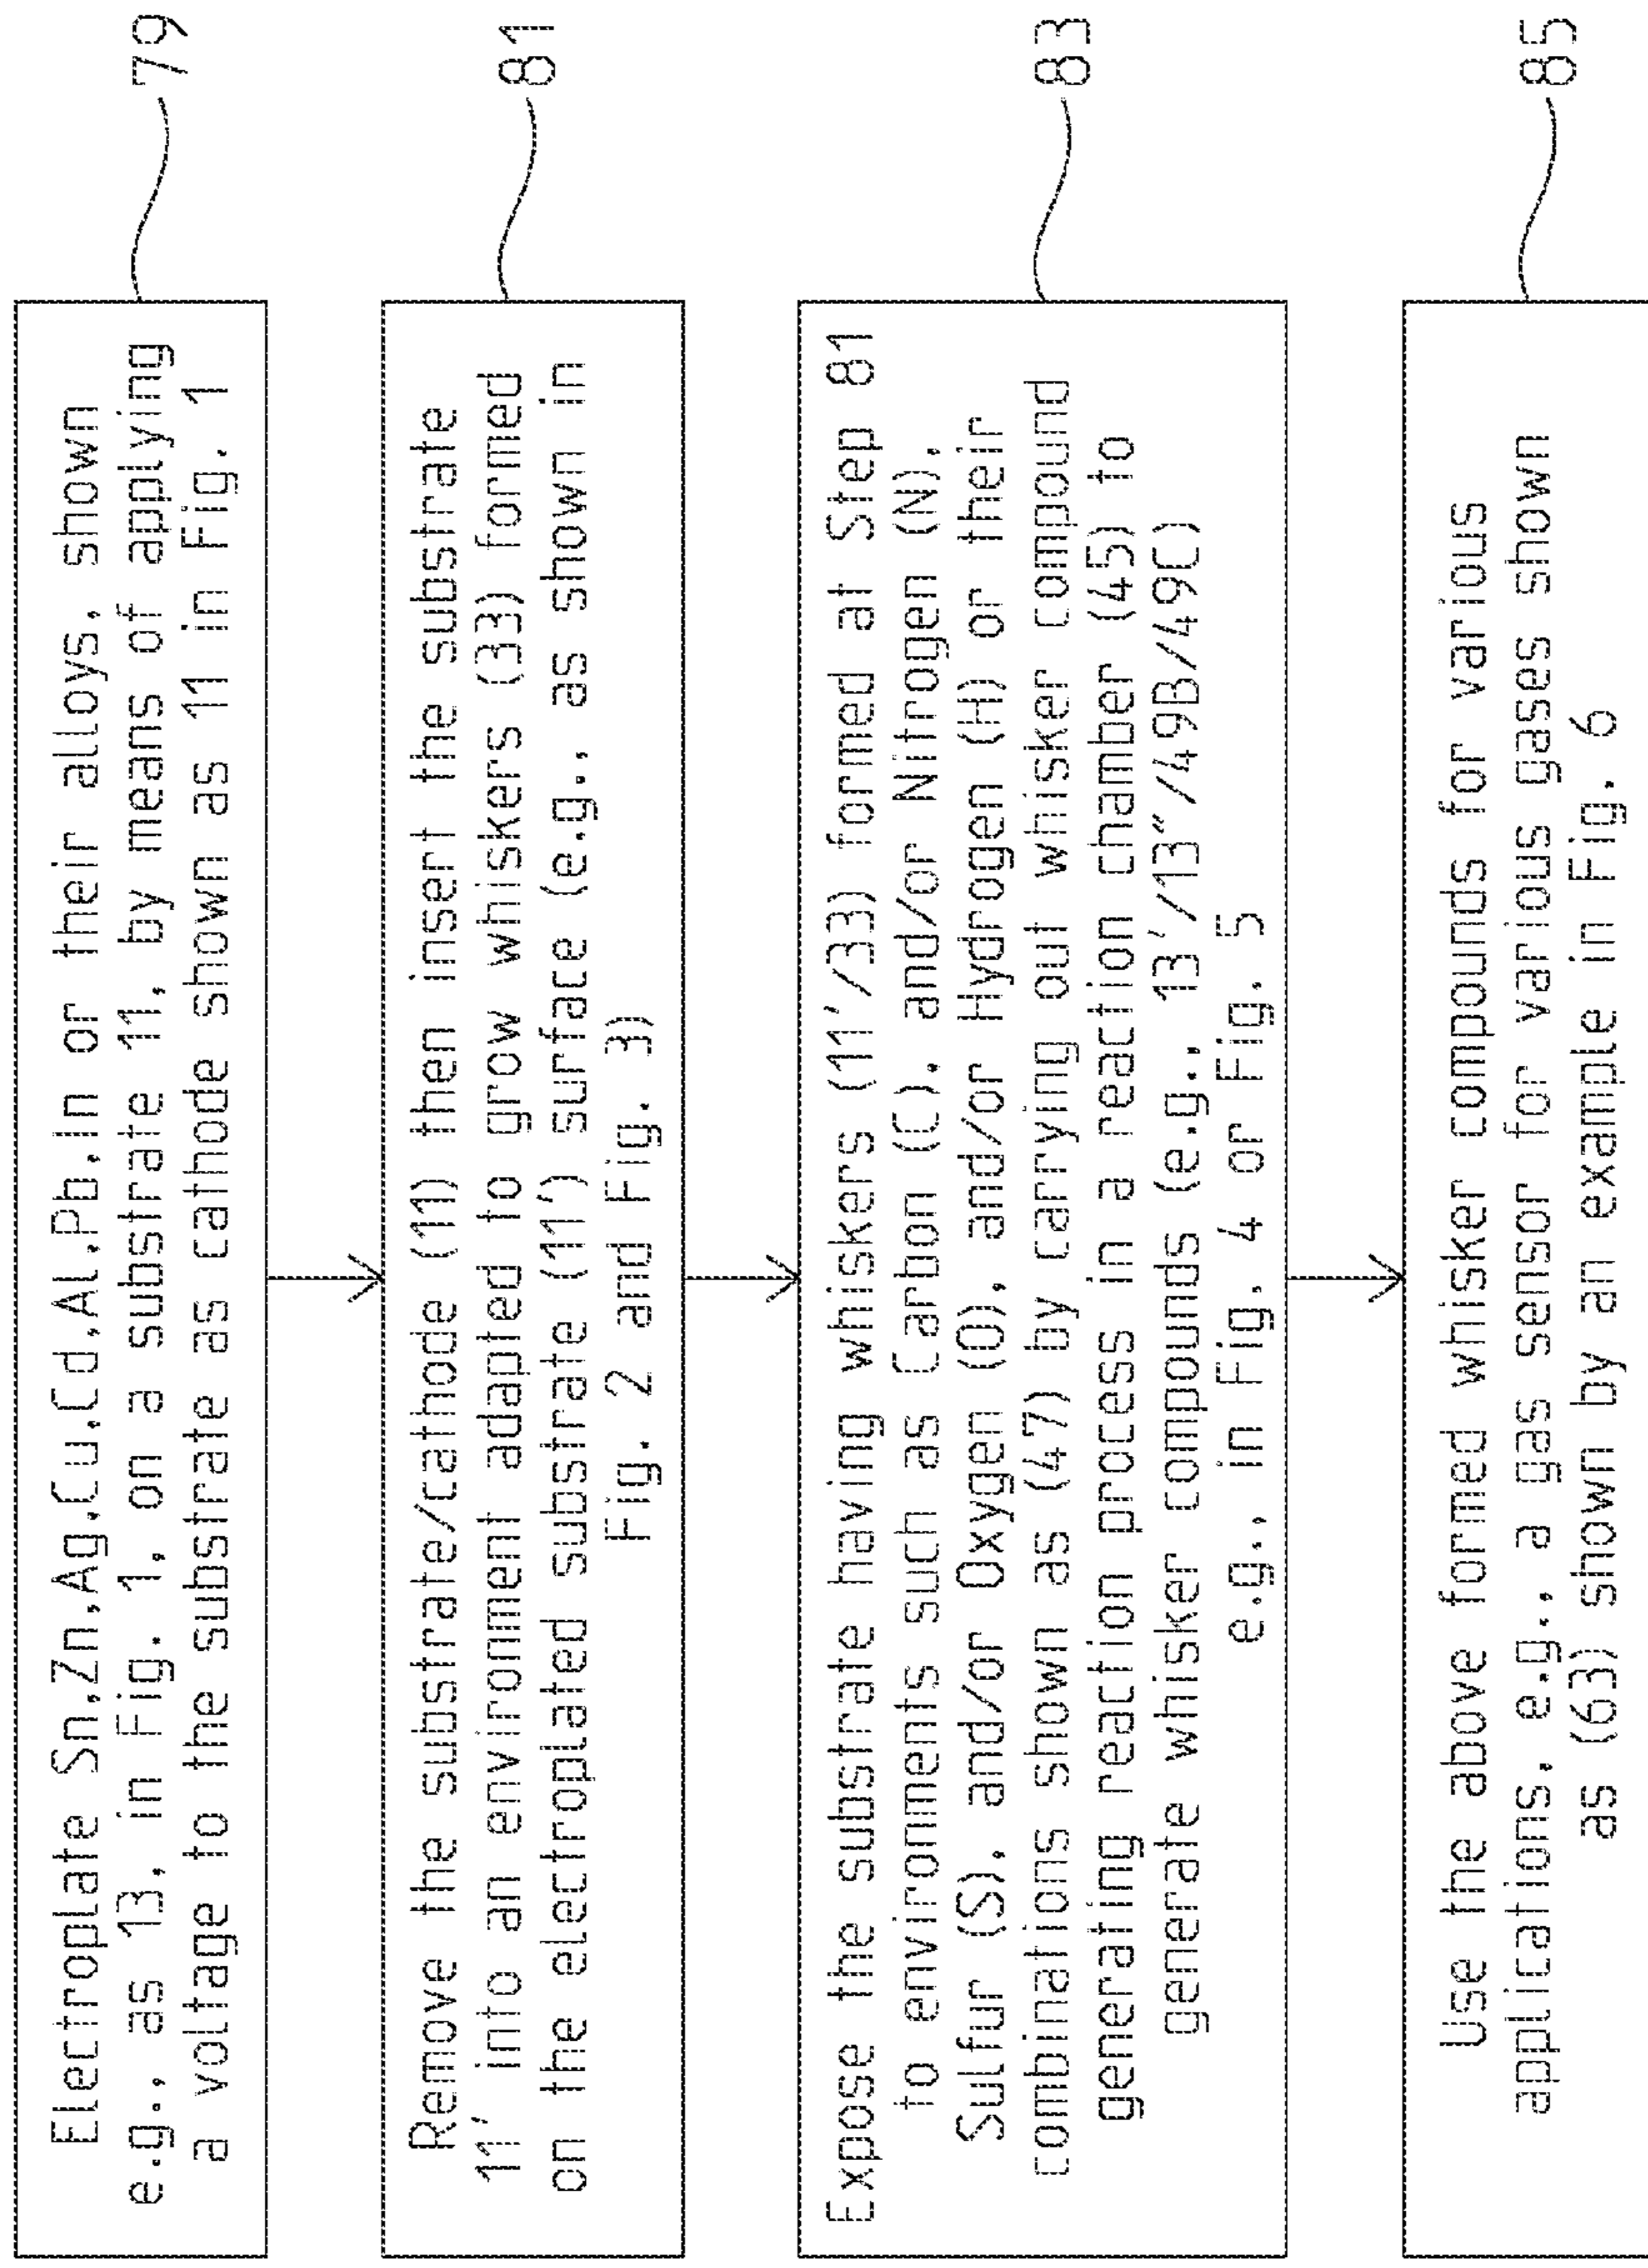 Electroplate Sn,Zn,Ag,Cu,Cd,AL,Pb,In or their alloys, shown
e.g., as 13, in Fig. 1, on a substrate 11, by means of applying
a voltage to the substrate as cathode shown as 11 in Fig. 1
79
Remove the substrate/cathode (11) then insert the substrate
11' into an environment adapted to grow whiskers (33) formed
on the electroplated substrate (11') surface (e.g., as shown in
Fig. 2 and Fig. 3)
81
Expose the substrate having whiskers (11'/33) formed at Step 81
to environments such as Carbon (C), and/or Nitrogen (N),
Sulfur (S), and/or Oxygen (O), and/or Hydrogen (H) or their
combinations shown as (47) by carrying out whisker compound
generating reaction process in a reaction chamber (45) to
generate whisker compounds (e.g., 13'/13"/49B/49C)
e.g., in Fig. 4 or Fig. 5
83
Use the above formed whisker compounds for various
applications, e.g., a gas sensor for various gases shown
as (63) shown by an example in Fig. 6
85